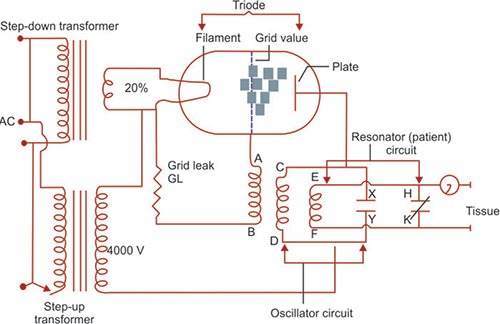 Triode
Step-down transformer
Filament
Grid value
20%
Plate
AC
Grid leak
GL
A
B
C
D
E
F
Resonator (patient)
circuit
X
Y
H
K
Tissue
4000 V
Step-up
transformer
Oscillator circuit